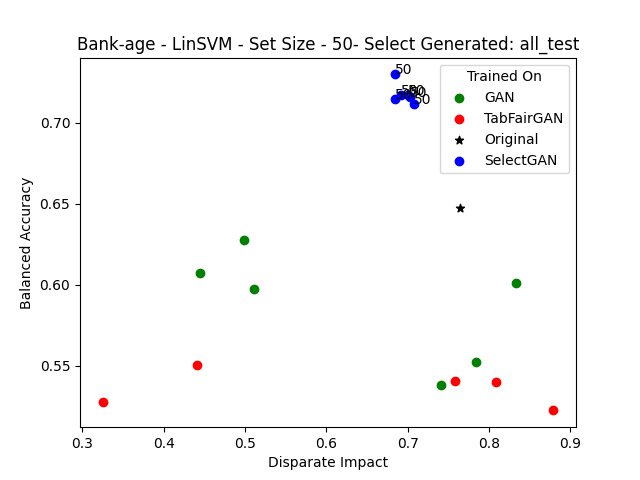 Bank-age - LinSVM - Set Size - 50- Select Generated: all_test
Trained On
GAN
TabFairGAN
Original
SelectGAN
50
50
Balanced Accuracy
0.70
0.65
0.60
0.55
0.3
0.4
0.5
0.6
0.7
0.8
0.9
Disparate Impact